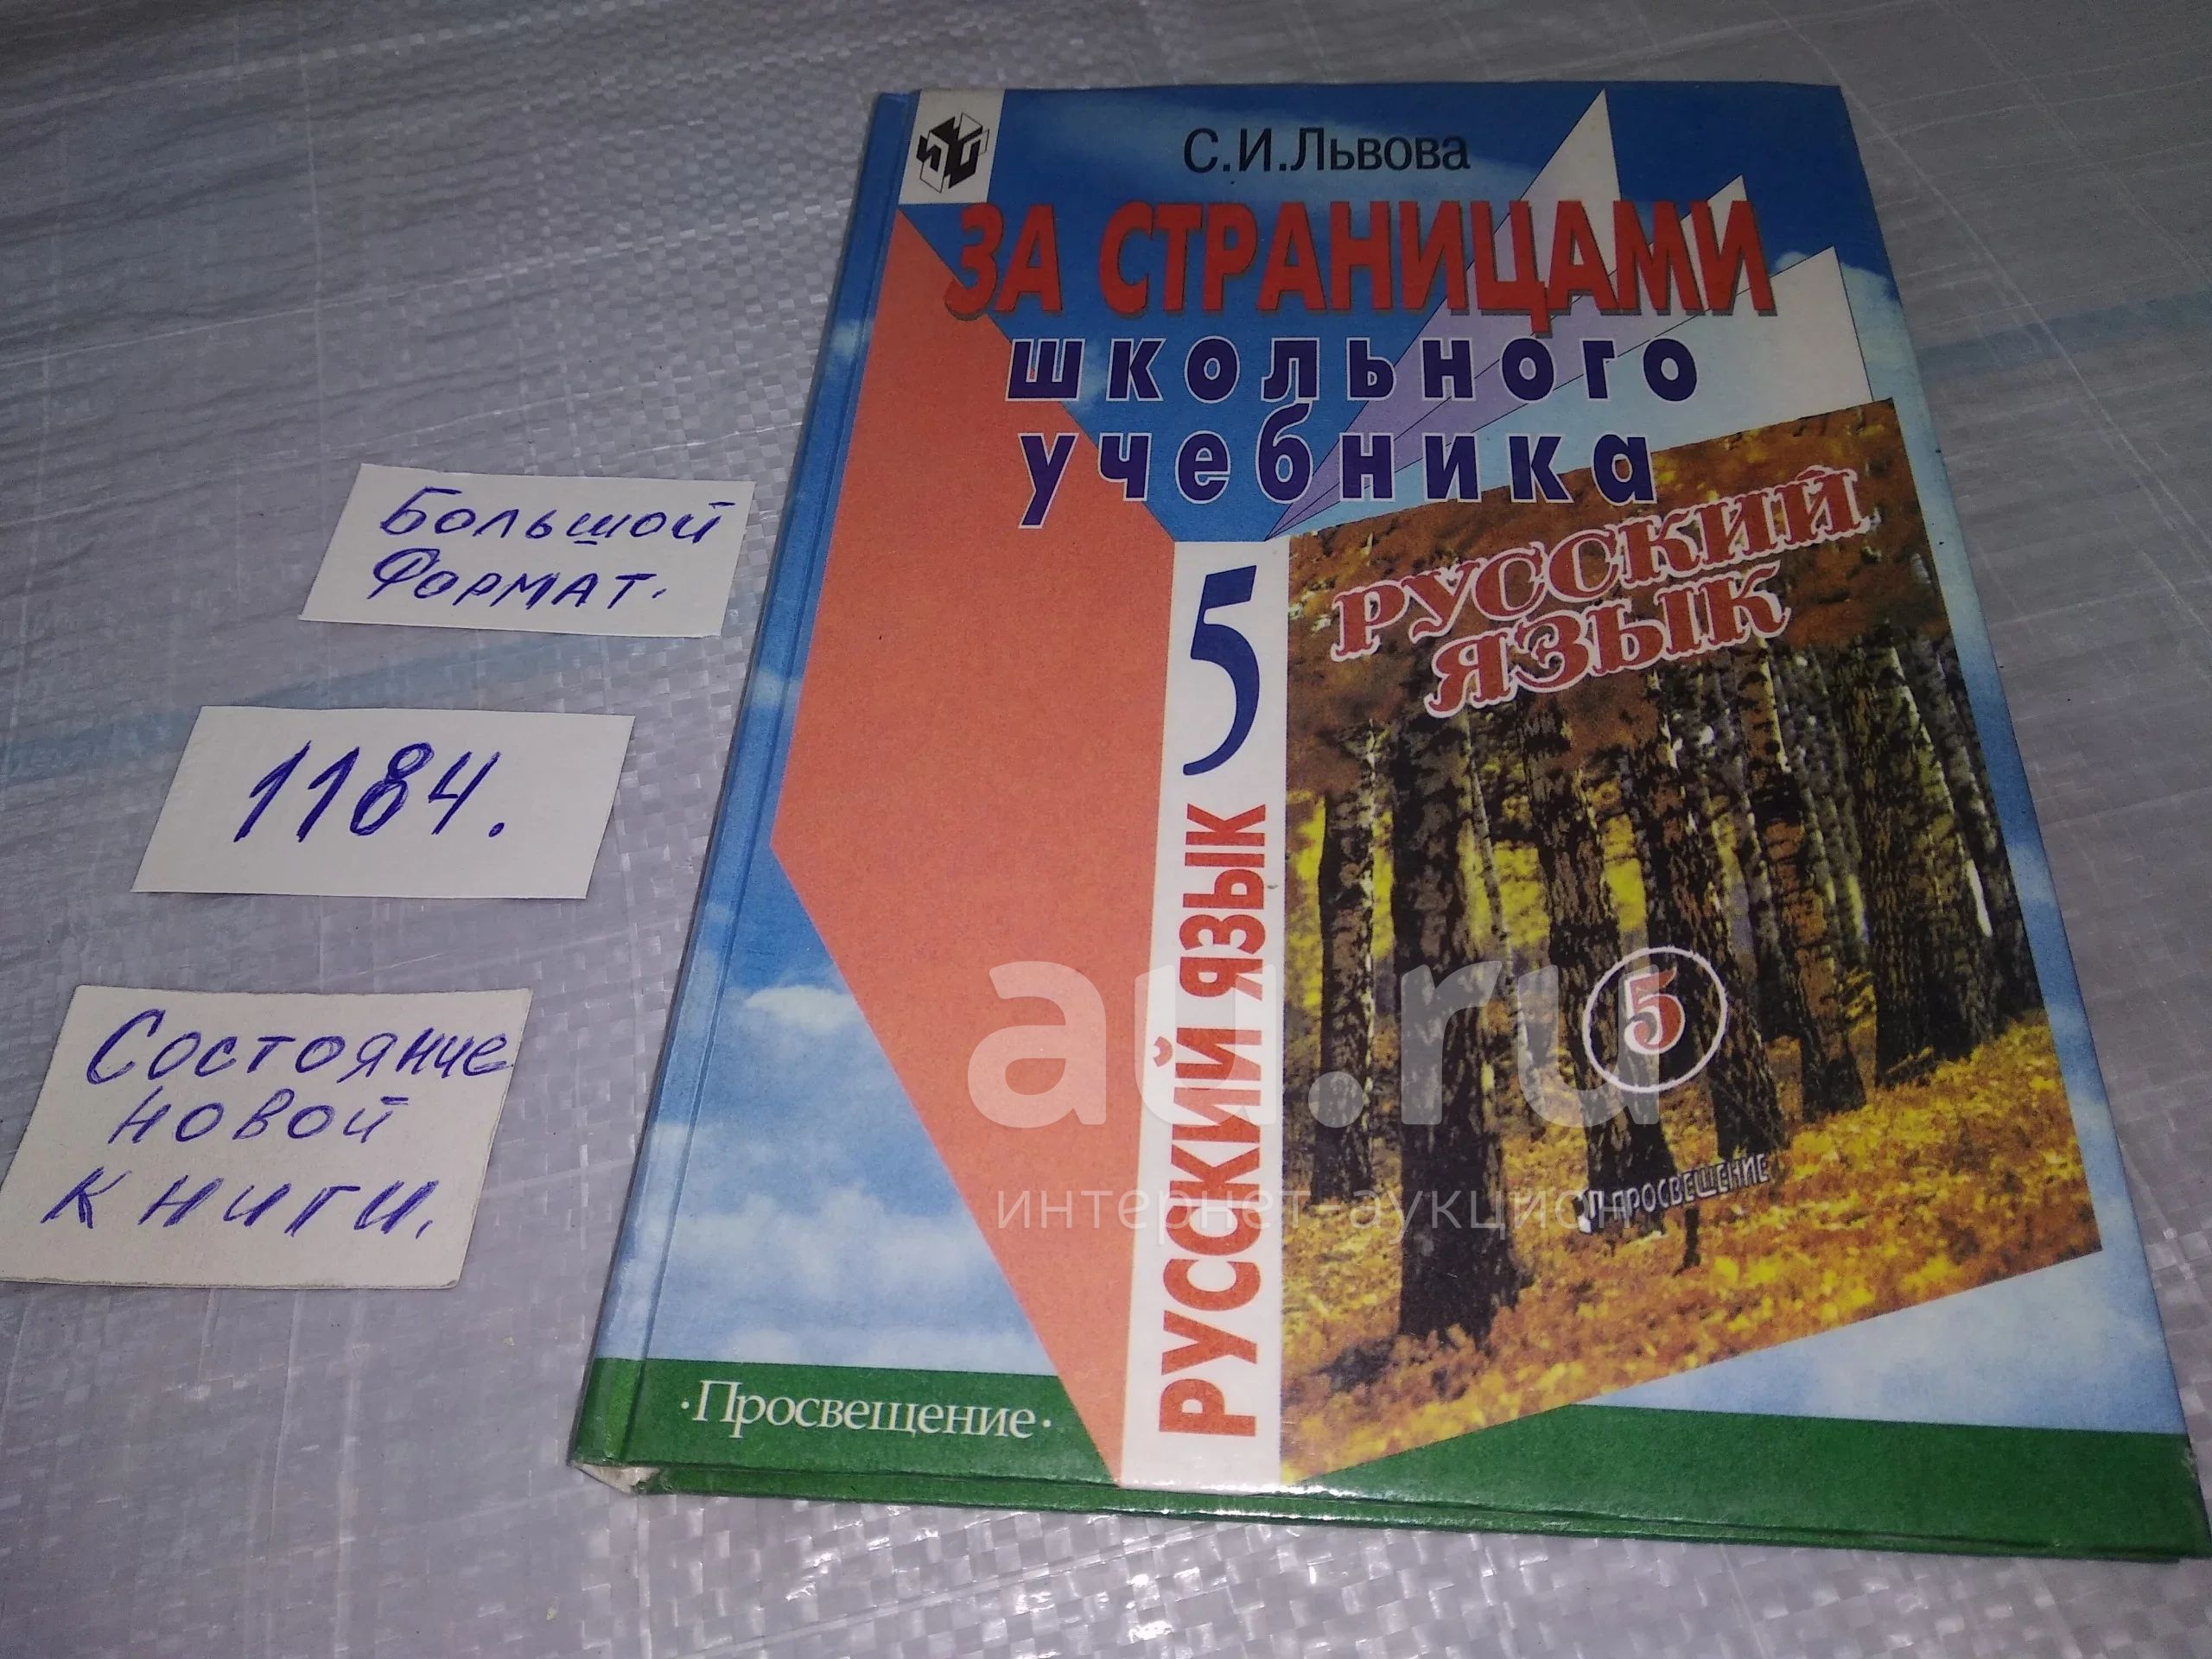 С.И.Львова
ЗА СТРАНИЦАМИ
школьного
учебника
Большой
Формат.
5
РУССКИЙ
ЯЗЫК
1184.
РУССКИЙ ЯЗЫК
5
au.ru
интернет-аукцион
Состояние
новой
книги.
ПРОСВЕЩЕНИЕ
·Просвещение·